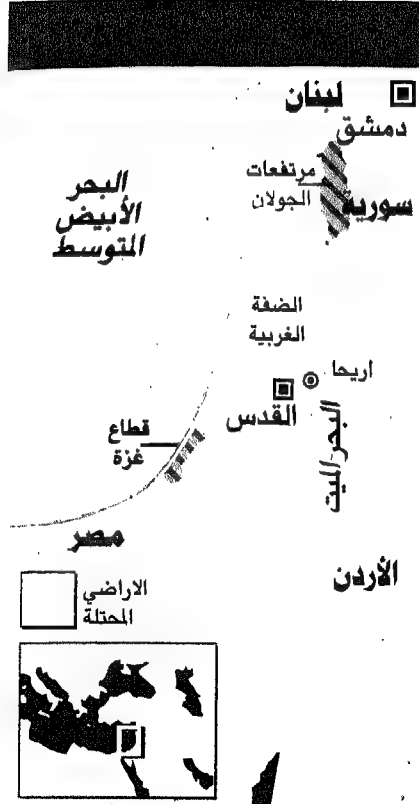 لبنان
دمشق
مرتفعات
الجولان
سورية
البحر
الأبيض
المتوسط
الضفة
الغربية
اريحا
القدس
البحر الميت
قطاع
غزة
مصر
الأردن
الاراضي
المحتلة